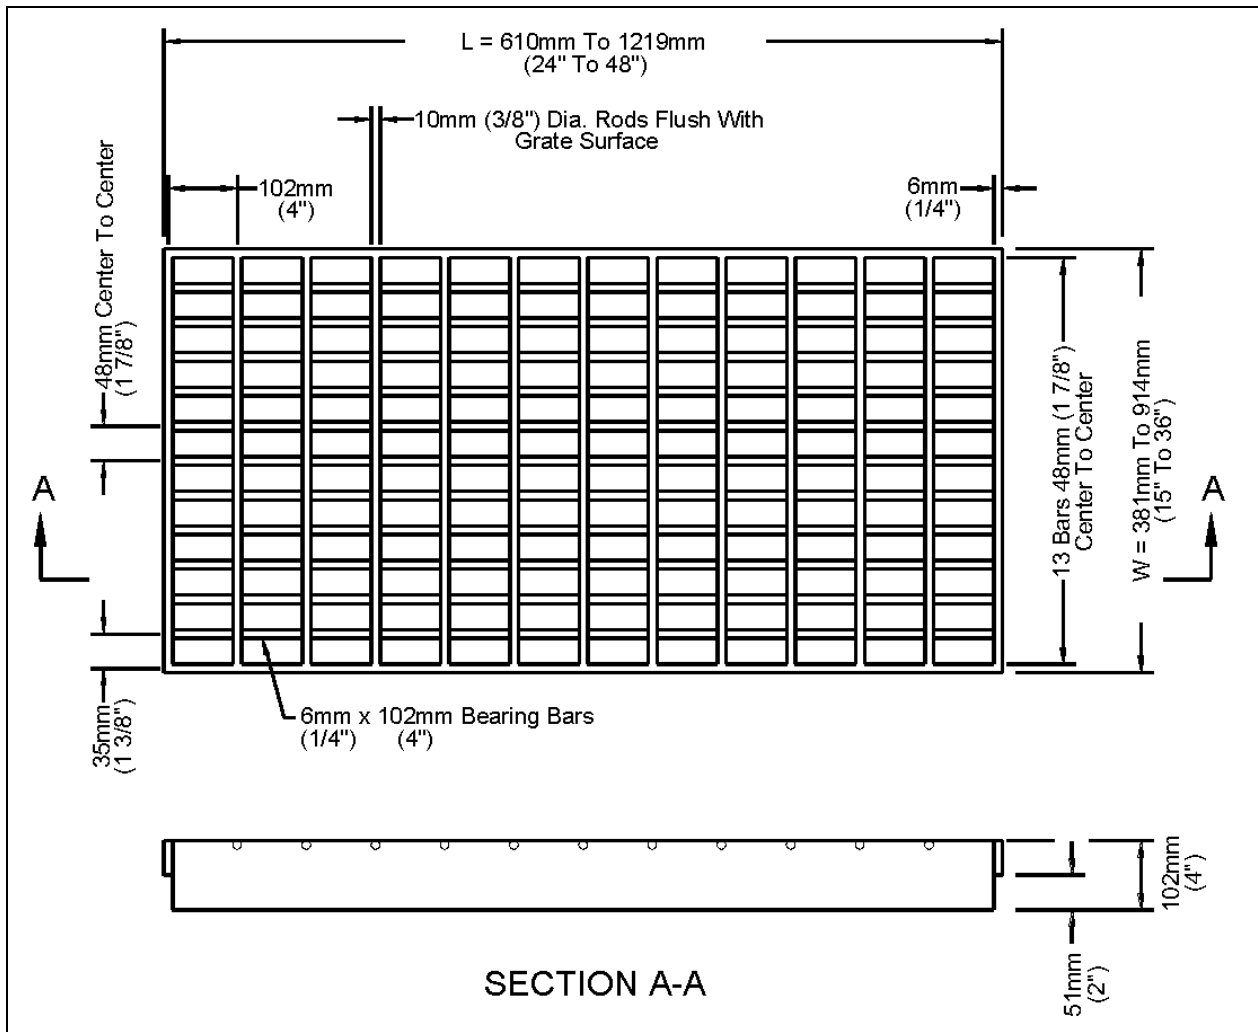 L = 610mm To 1219mm
(24" To 48")
10mm (3/8") Dia. Rods Flush With
Grate Surface
48mm Center To Center
(1 7/8")
102mm
(4")
6mm
(1/4")
13 Bars 48mm (1 7/8")
Center To Center
W = 381mm To 914mm
(15" To 36")
A
A
35mm
(1 3/8")
6mm x 102mm Bearing Bars
(1/4") (4")
102mm
(4")
51mm
(2")
SECTION A-A